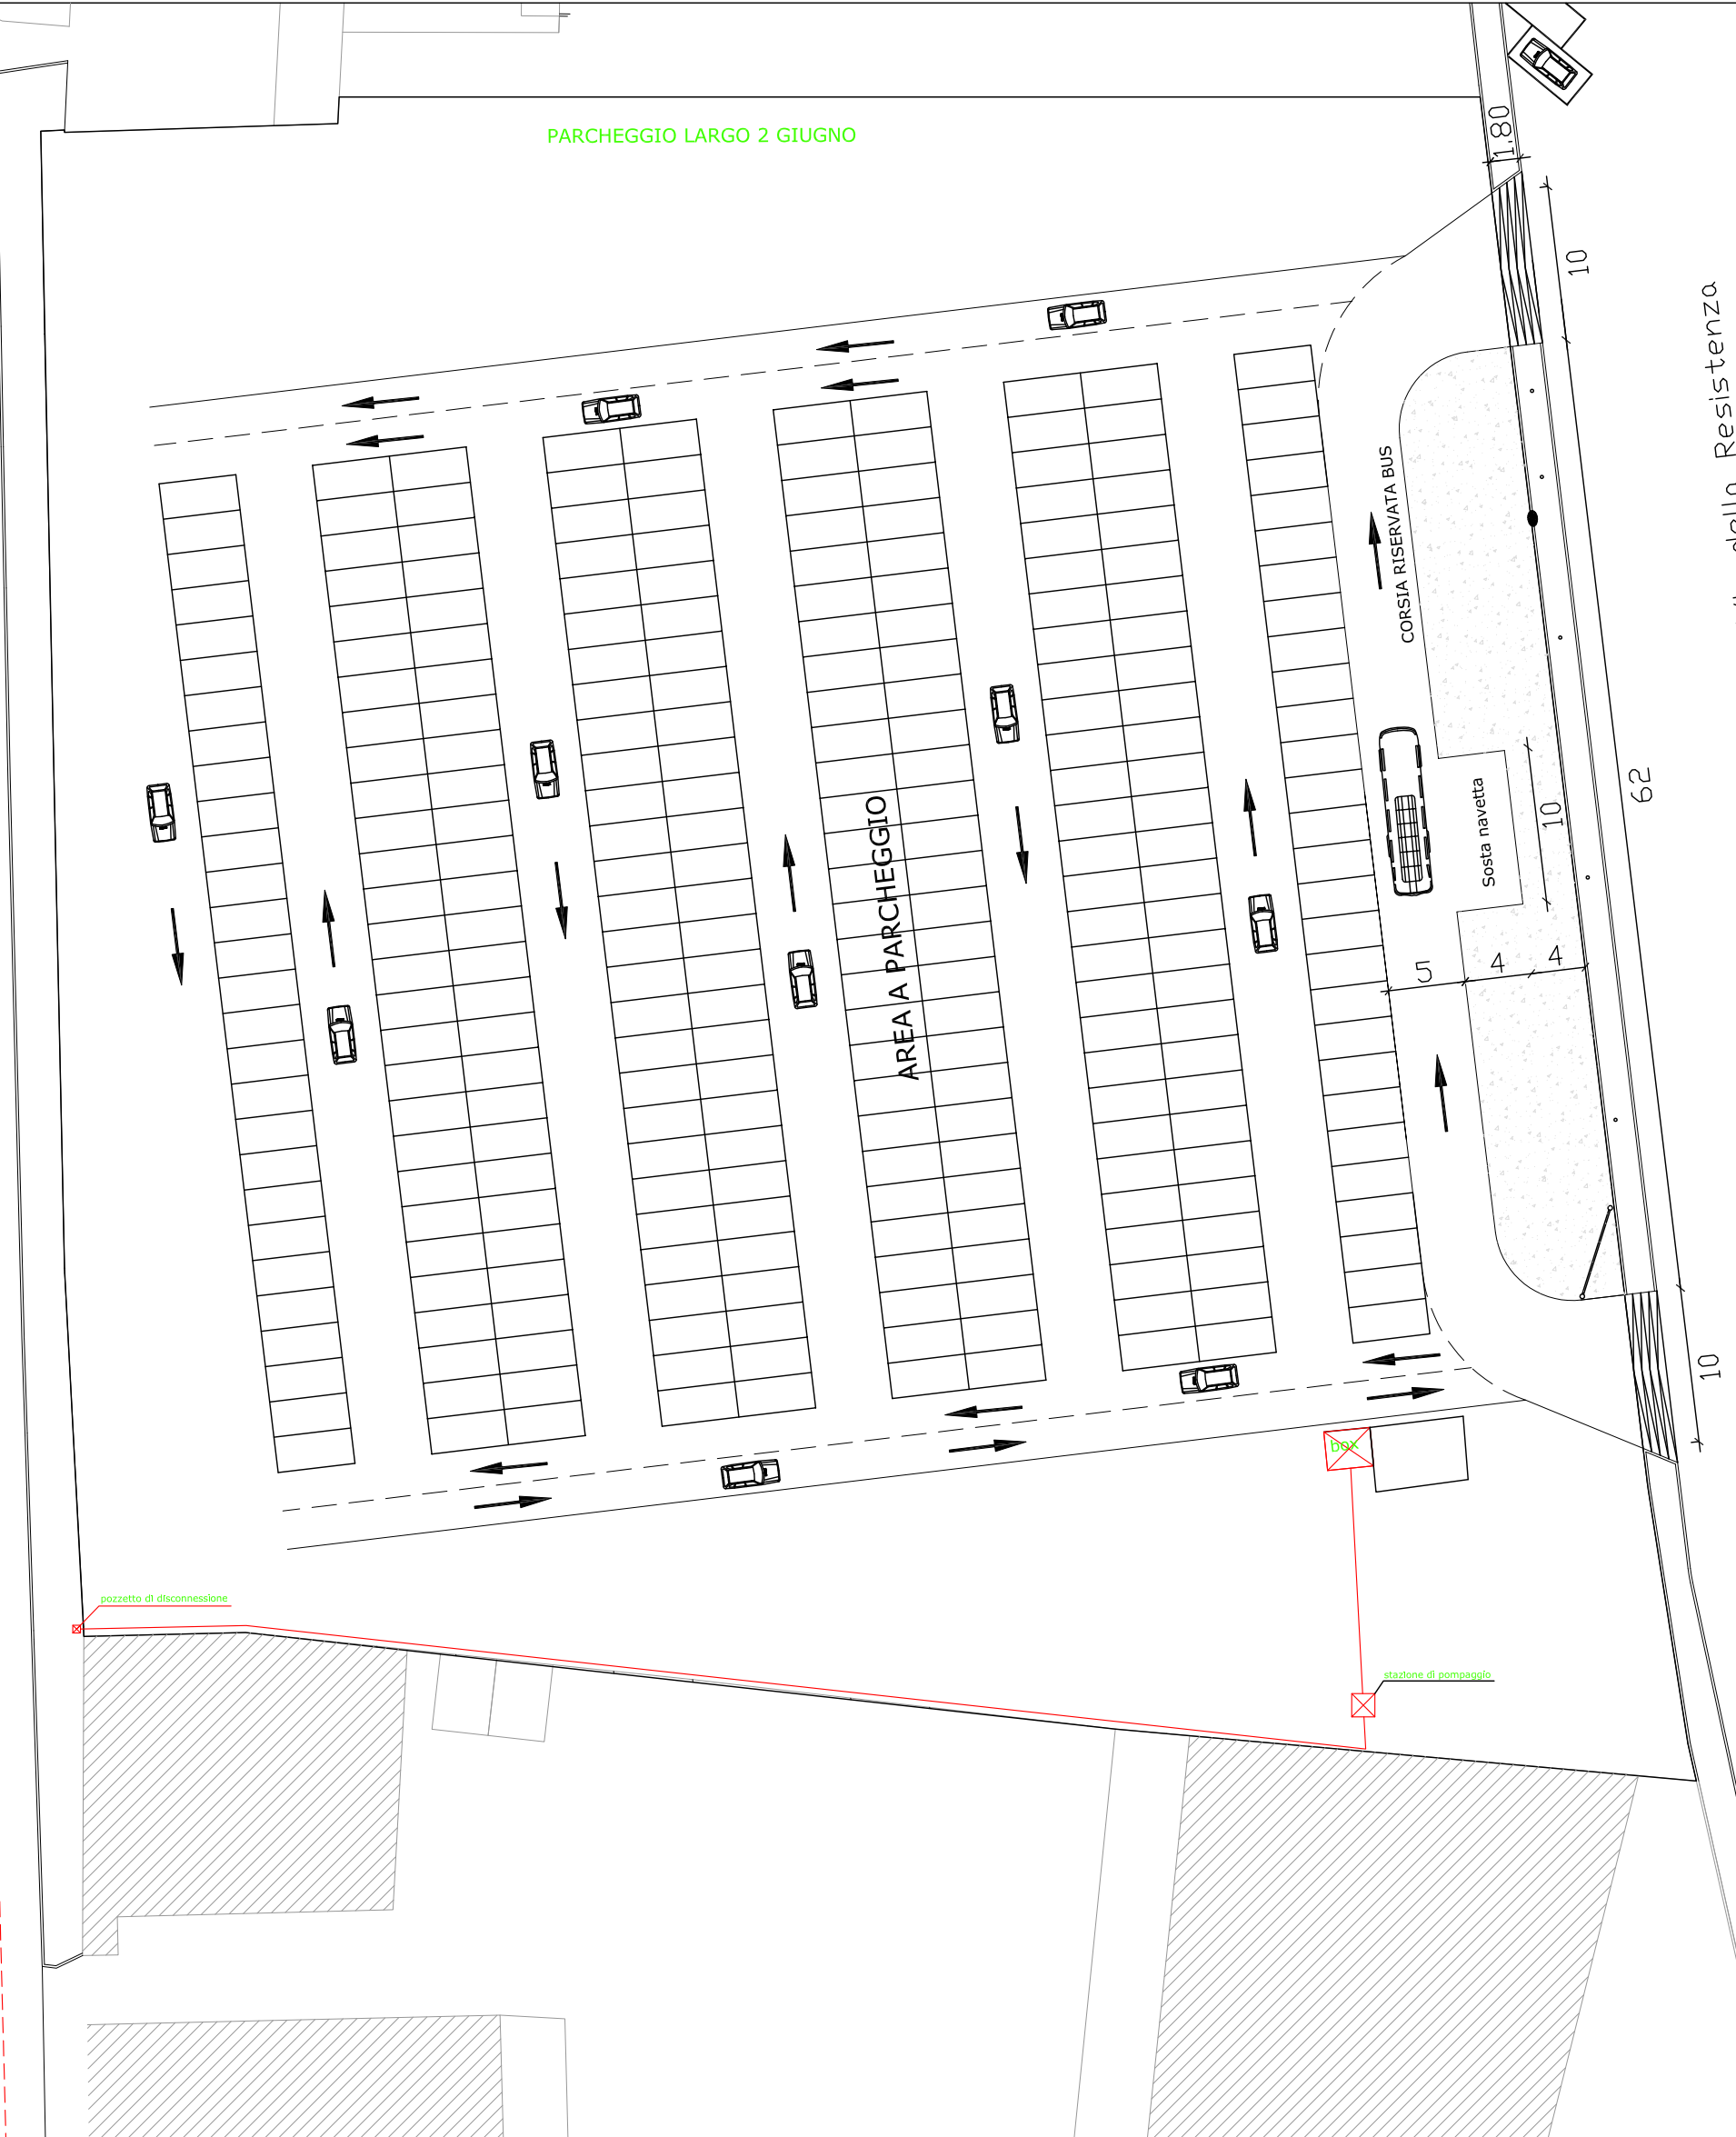 PARCHEGGIO LARGO 2 GIUGNO
1.80
10
Resistenza
CORSIA RISERVATA BUS
62
Sosta navetta
10
AREA A PARCHEGGIO
5
4
4
10
box
pozzetto di disconnessione
stazione di pompaggio